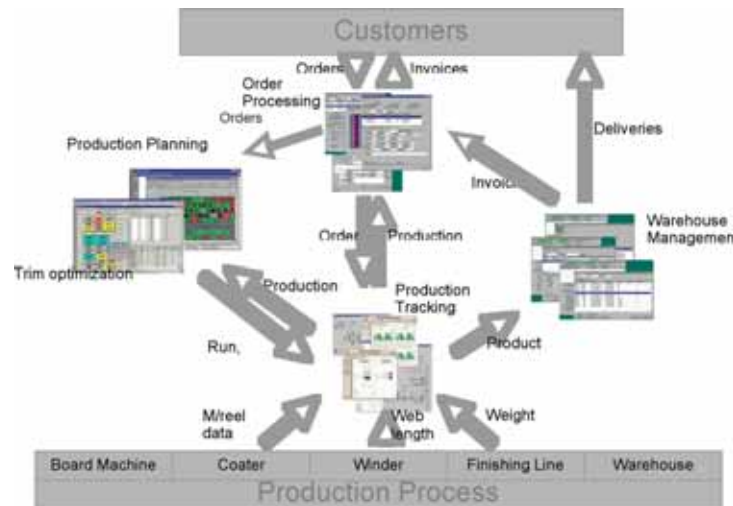 Customers
Orders
Invoices
Order
Processing
Orders
Production Planning
Deliveries
Invoic
Warehouse
Managemen
Order
Production
Trim optimization
Production
Production
Tracking
Run,
Product
M/reel
data
Web
length
Weight
Board Machine
Coater
Winder
Finishing Line
Warehouse
Production Process